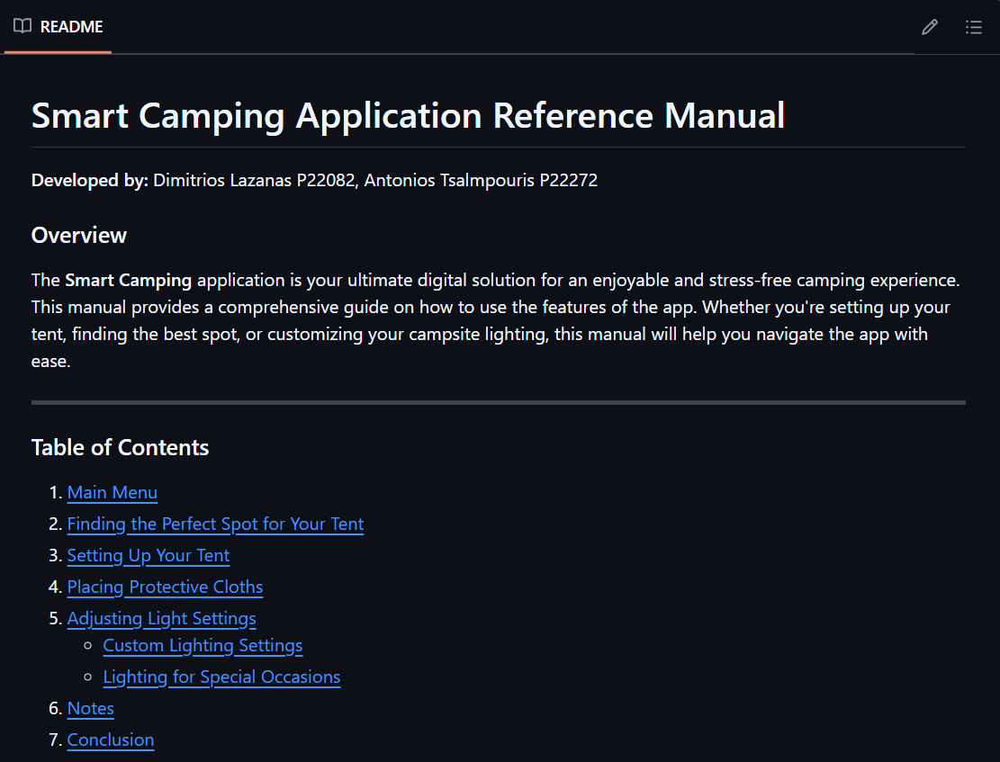 README
Smart Camping Application Reference Manual
Developed by: Dimitrios Lazanas P22082, Antonios Tsalmpouris P22272
Overview
The Smart Camping application is your ultimate digital solution for an enjoyable and stress-free camping experience.
This manual provides a comprehensive guide on how to use the features of the app. Whether you're setting up your
tent, finding the best spot, or customizing your campsite lighting, this manual will help you navigate the app with
ease.
Table of Contents
1. Main Menu
2. Finding the Perfect Spot for Your Tent
3. Setting Up Your Tent
4. Placing Protective Cloths
5. Adjusting Light Settings
○ Custom Lighting Settings
○ Lighting for Special Occasions
6. Notes
7. Conclusion